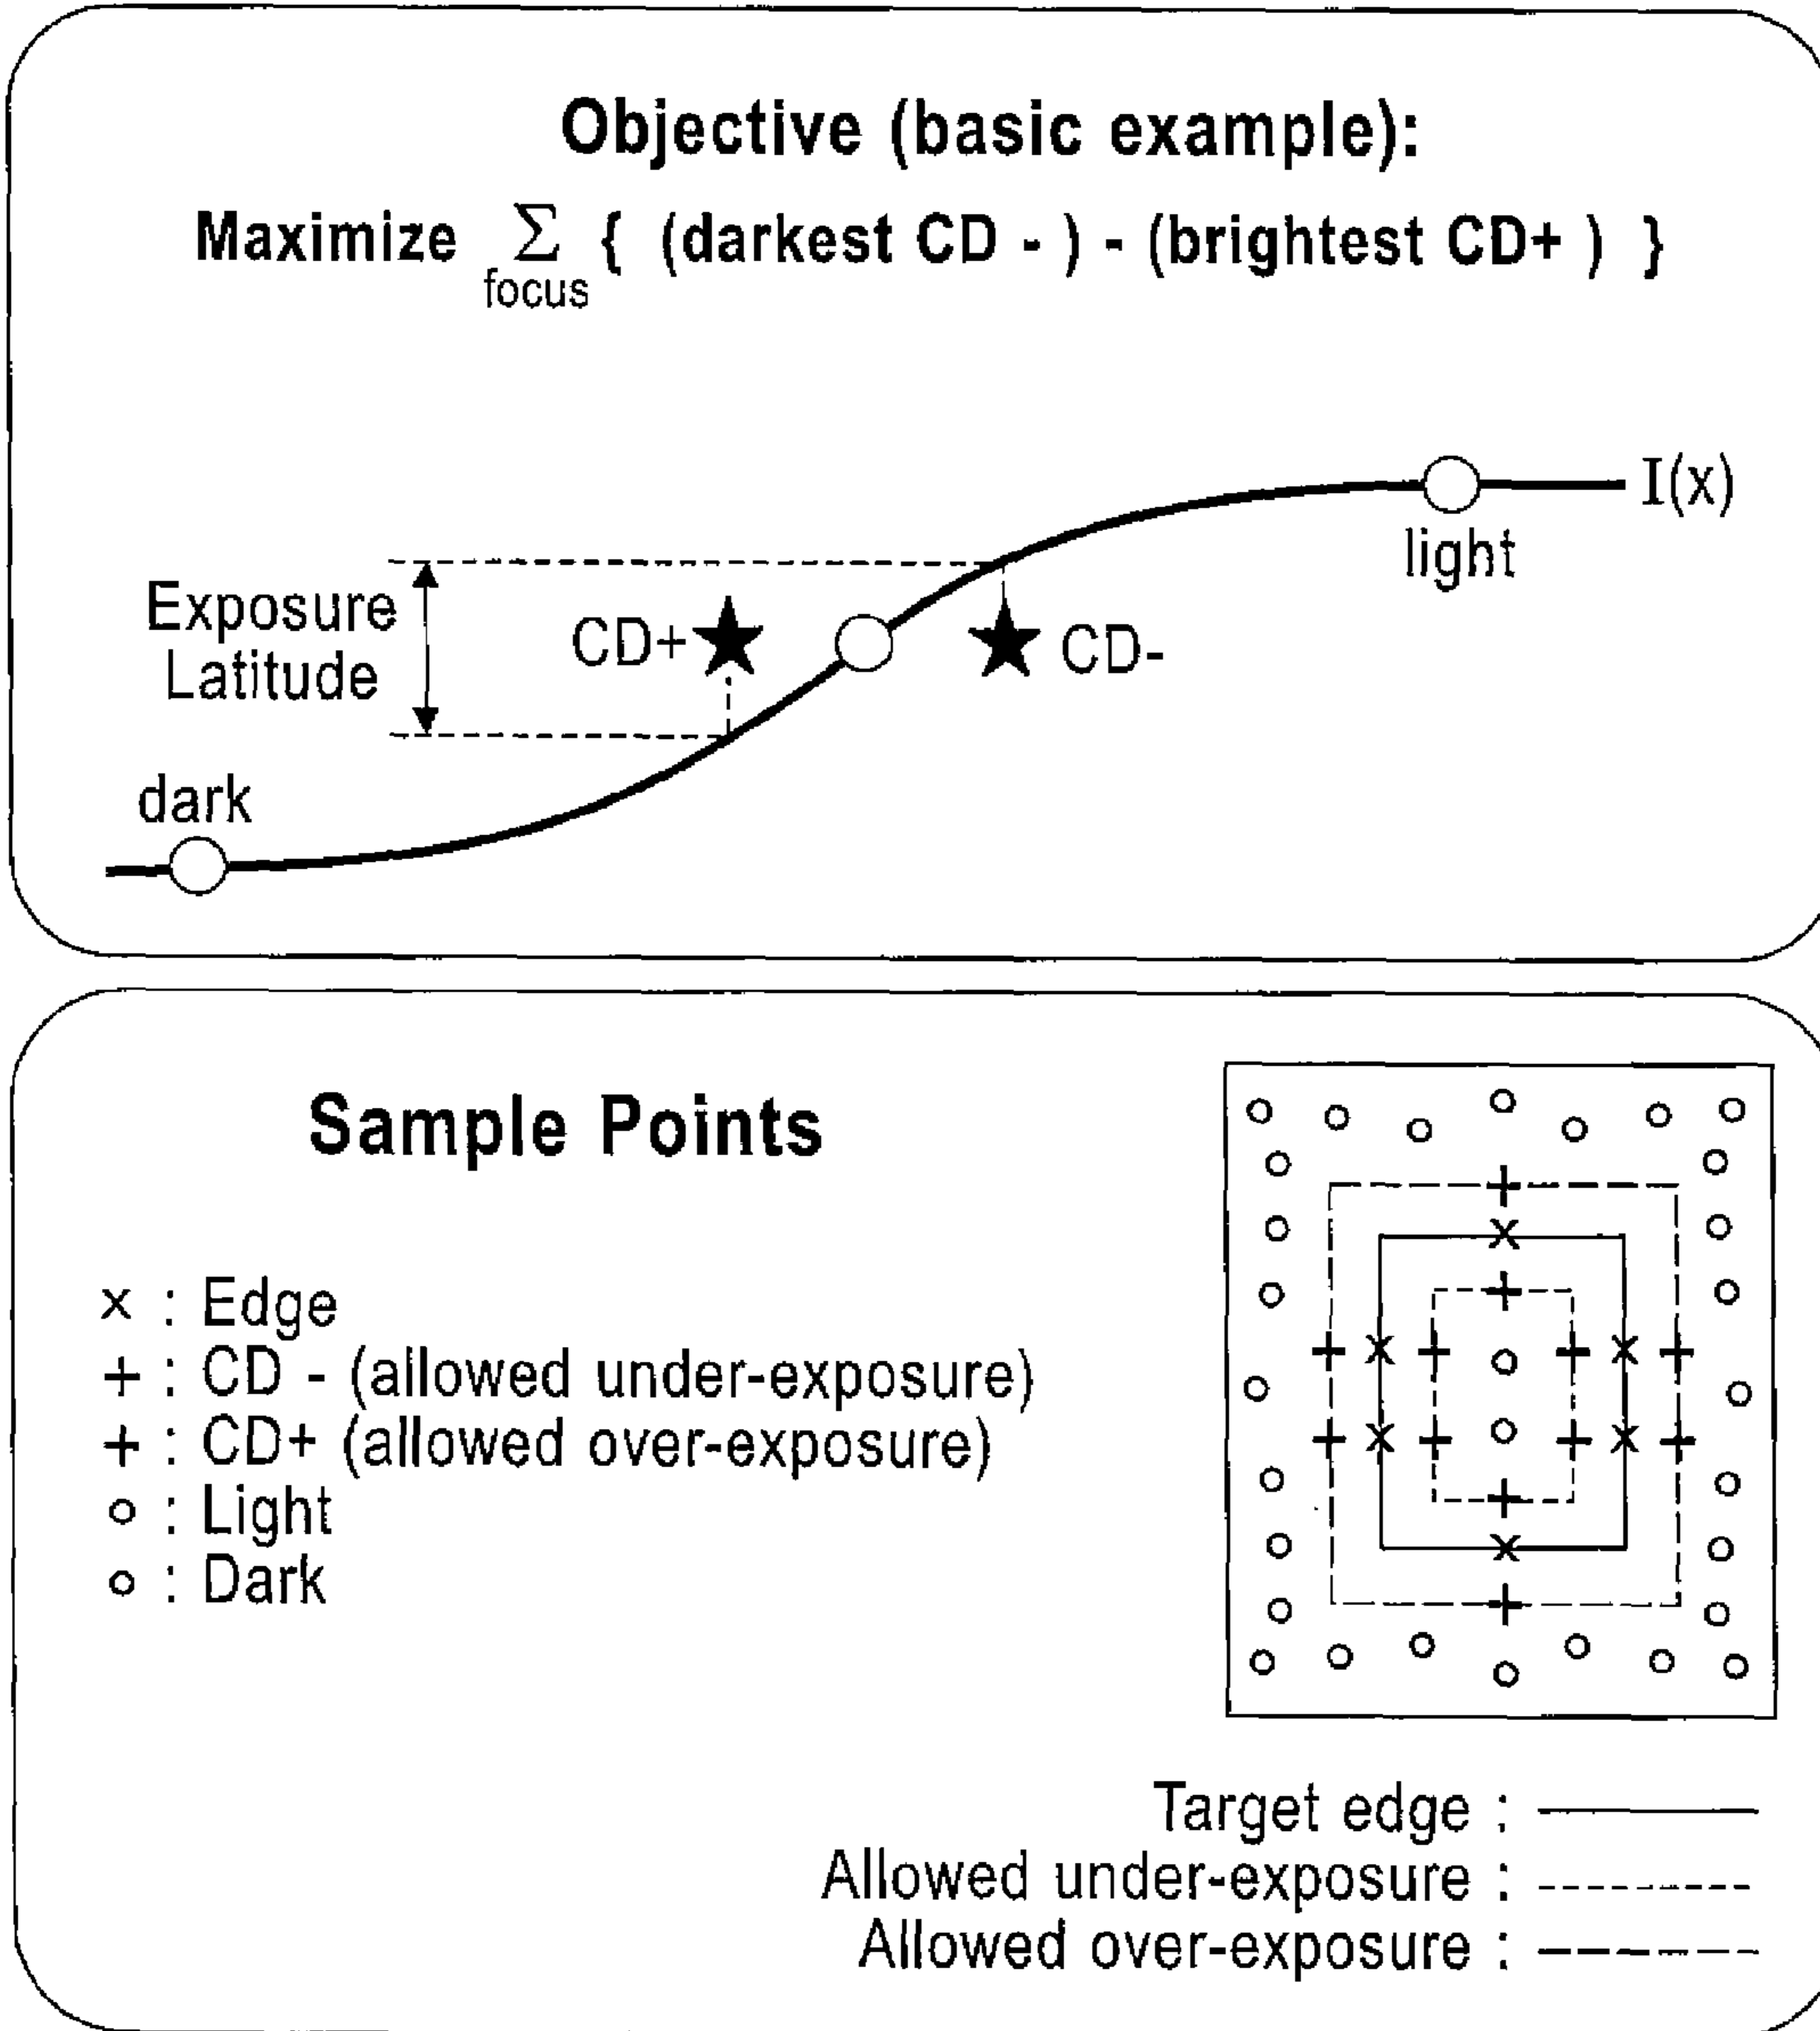 Objective (basic example):
Maximize Σ { (darkest CD - ) - (brightest CD+ ) }
focus
I(x)
light
Exposure
Latitude
CD+
CD-
dark
Sample Points
× : Edge
+ : CD - (allowed under-exposure)
+ : CD+ (allowed over-exposure)
o : Light
o : Dark
Target edge :
Allowed under-exposure :
Allowed over-exposure :